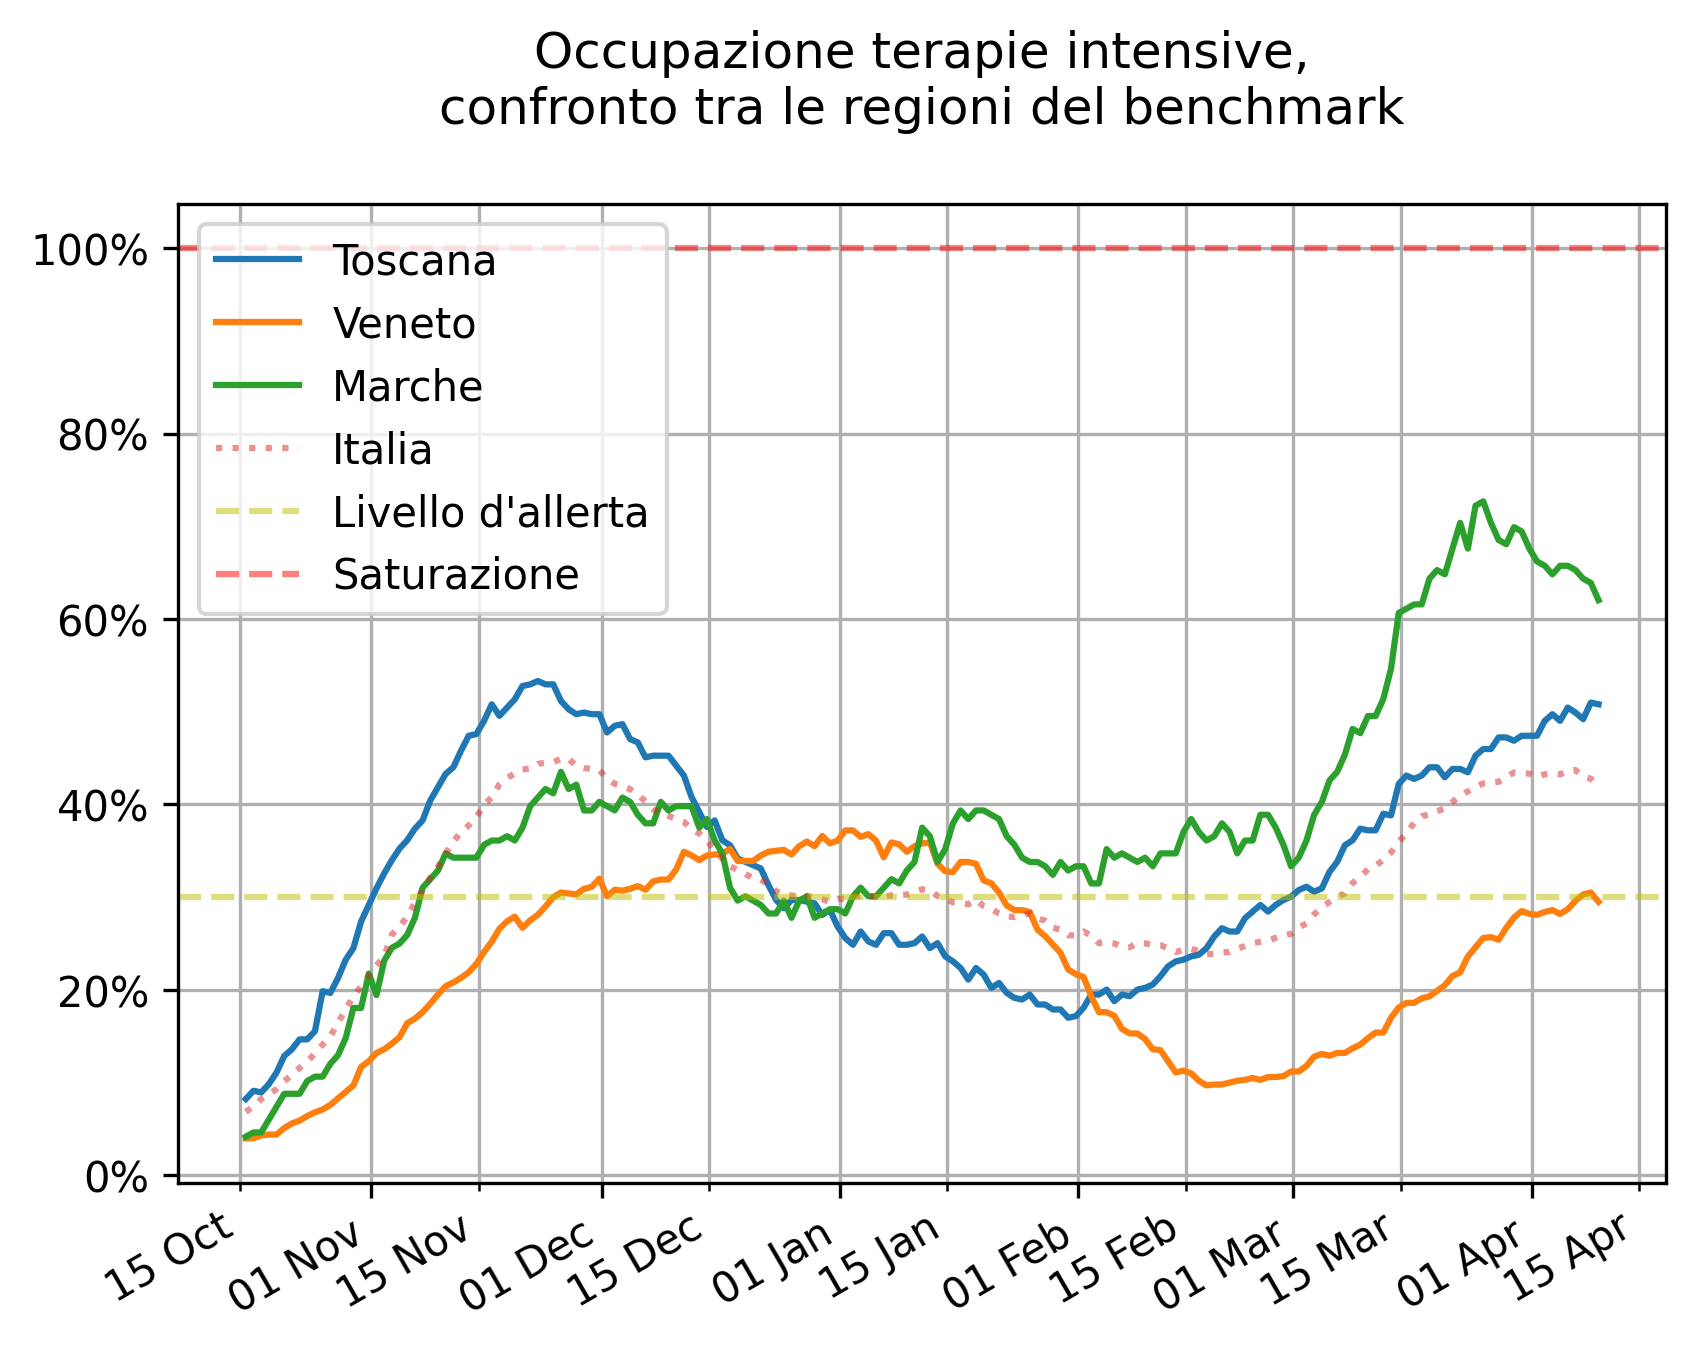 Occupazione terapie intensive,
confronto tra le regioni del benchmark
100%
80%
60%
40%
20%
0%
Toscana
Veneto
Marche
Italia
Livello d'allerta
Saturazione
15 Oct
01 Nov
15 Nov
01 Dec
15 Dec
01 Jan
15 Jan
01 Feb
15 Feb
01 Mar
15 Mar
01 Apr
15 Apr